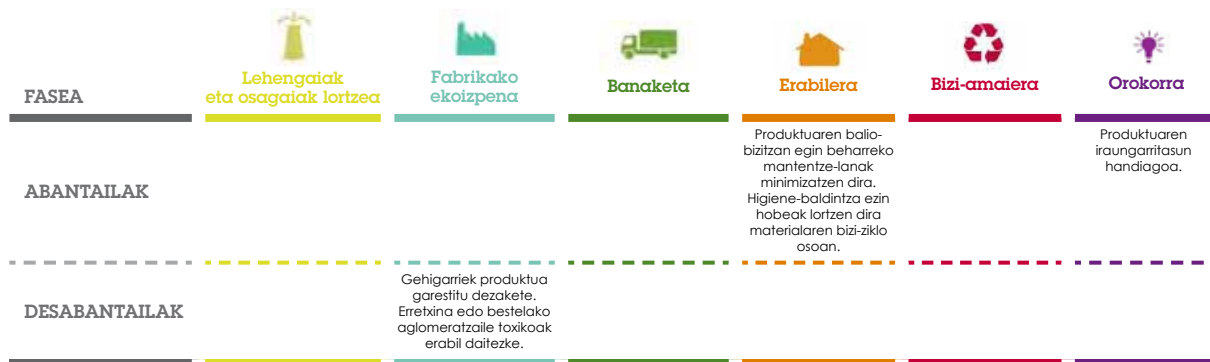 FASEA
Lehengaiak
eta osagaiak lortzea
Fabrikako
ekoizpena
Banaketa
Erabilera
Bizi-amaiera
Orokorra
ABANTAILAK
Produktuaren balio-
bizitzan egin beharreko
mantentze-lanak
minimizatzen dira.
Higiene-baldintza ezin
hobeak lortzen dira
materialaren bizi-ziklo
osoan.
Produktuaren
iraungarritasun
handiagoa.
DESABANTAILAK
Gehigarriek produktua
garestitu dezakete.
Erretxina edo bestelako
aglomeratzaile toxikoak
erabil daitezke.